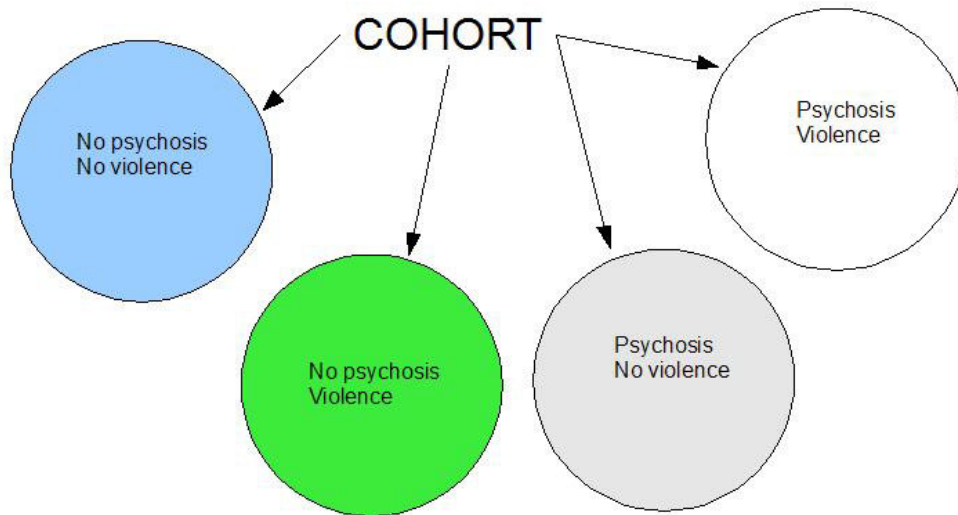 COHORT
No psychosis
No violence
No psychosis
Violence
Psychosis
No violence
Psychosis
Violence